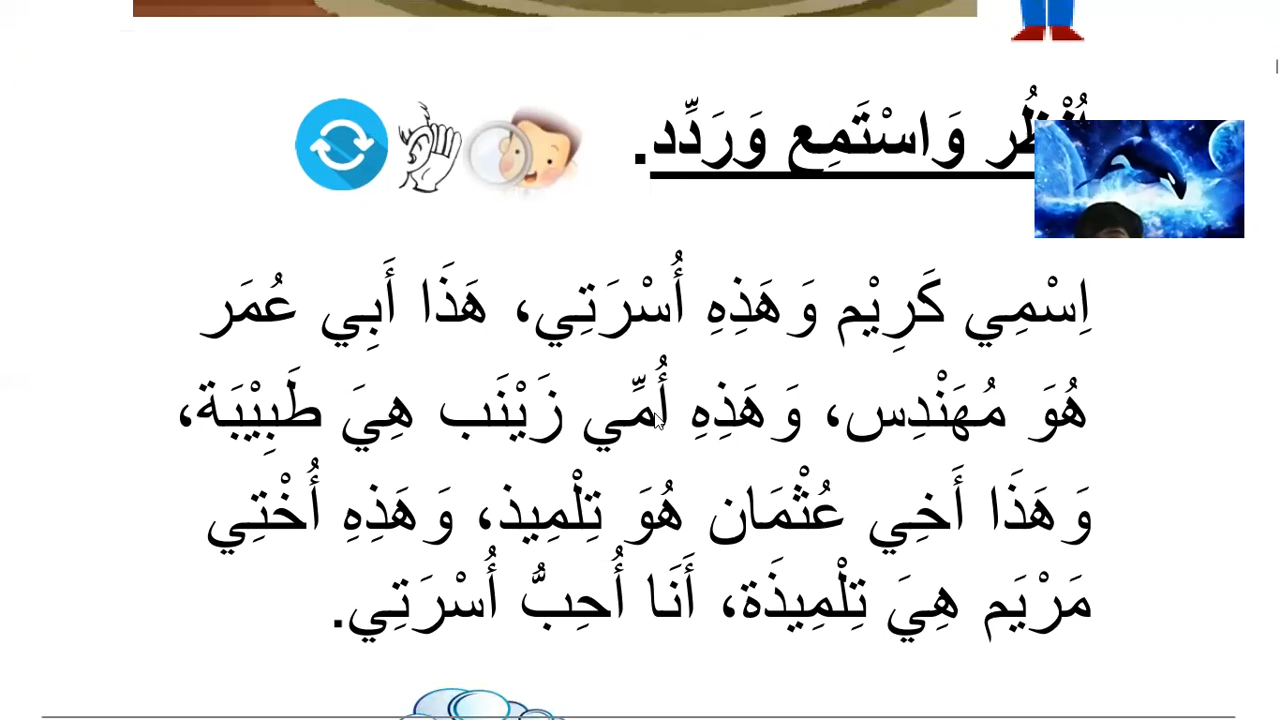 وَاسْتَمِع وَرَدِّد.
اِسْمِي كَرِيْم وَهَذِهِ أُسْرَتِي، هَذَا أَبِي عُمَر
هُوَ مُهَنْدِس، وَهَذِهِ أُمِّي زَيْنَب هِيَ طَبِيْبَة،
وَهَذَا أَخِي عُثْمَان هُوَ تِلْمِيذ، وَهَذِهِ أُخْتِي
مَرْيَم هِيَ تِلْمِيذَة، أَنَا أُحِبُّ أُسْرَتِي.